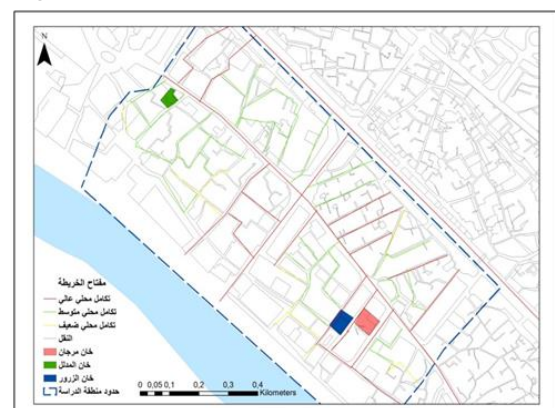 N
مفتاح الخريطة
تكامل محلي عالي
تكامل محلي متوسط
تكامل محلي ضعيف
النقل
خان مرجان
خان المدلل
خان الزرور
حدود منطقة الدراسة
0 0,05 0,1 0,2 0,3 0,4
Kilometers